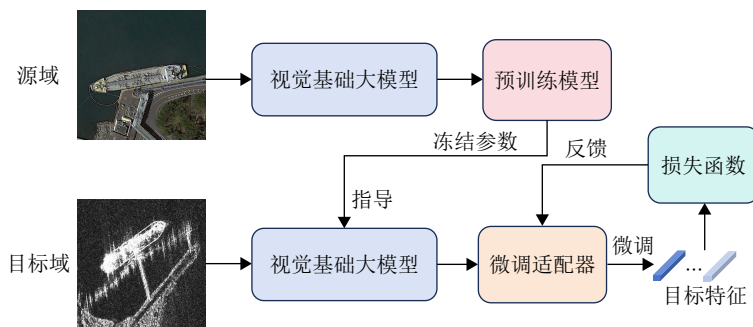 源域
视觉基础大模型
预训练模型
冻结参数
反馈
损失函数
指导
目标域
视觉基础大模型
微调适配器
微调
...
目标特征